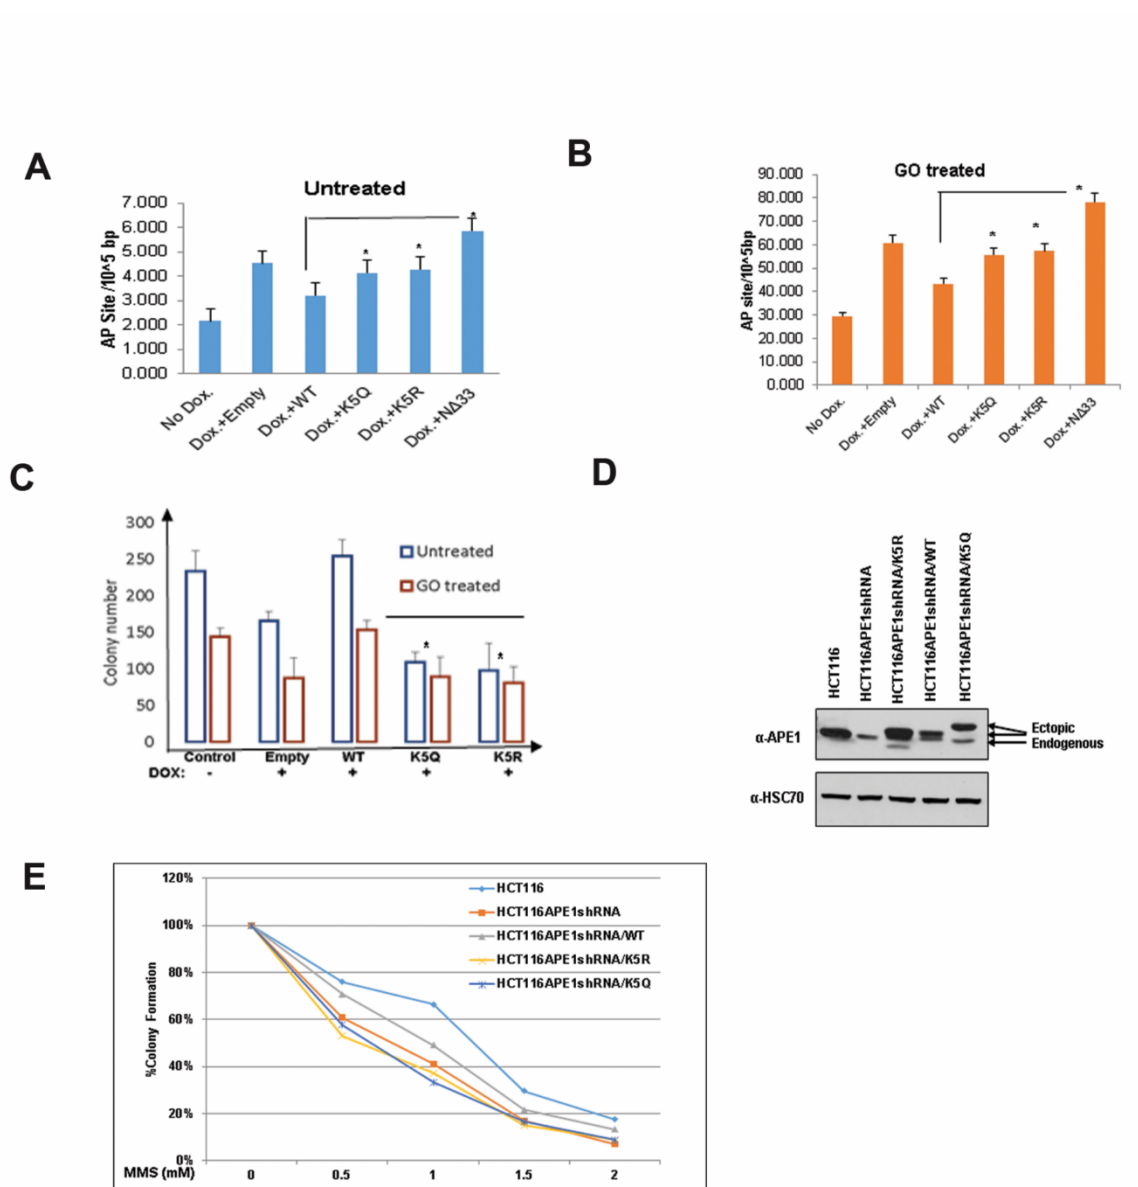 A
Untreated
AP Site /10^5 bp
7.000
6.000
5.000
4.000
3.000
2.000
1.000
0.000
* * *
No Dox.
Dox.+Empty
Dox.+WT
Dox.+K5Q
Dox.+K5R
Dox.+NΔ33
B
GO treated
AP site/10^5bp
90.000
80.000
70.000
60.000
50.000
40.000
30.000
20.000
10.000
0.000
* * *
No Dox.
Dox.+Empty
Dox.+WT
Dox.+K5Q
Dox.+K5R
Dox.+NΔ33
C
Colony number
300
250
200
150
100
50
0
Untreated
GO treated
* *
Control Empty WT K5Q K5R
DOX: - + + + +
D
HCT116
HCT116APE1shRNA
HCT116APE1shRNA/K5R
HCT116APE1shRNA/WT
HCT116APE1shRNA/K5Q
α-APE1
Ectopic
Endogenous
α-HSC70
E
%Colony Formation
120%
100%
80%
60%
40%
20%
0%
HCT116
HCT116APE1shRNA
HCT116APE1shRNA/WT
HCT116APE1shRNA/K5R
HCT116APE1shRNA/K5Q
MMS (mM) 0 0.5 1 1.5 2